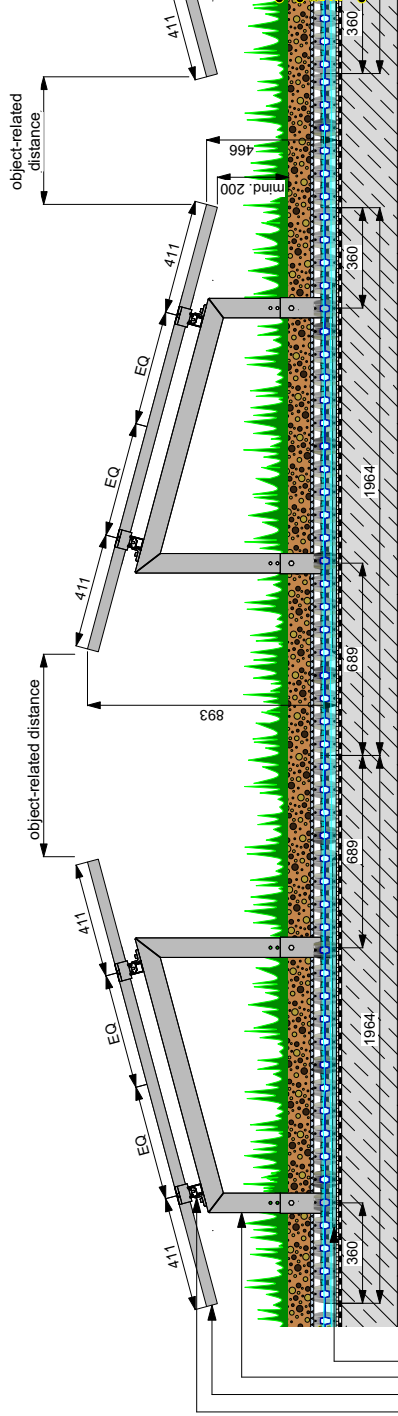 411
object-related
distance
360
466
mind. 200
411
EQ
EQ
411
360
1964
689
object-related distance
893
689
411
EQ
EQ
411
1964
360